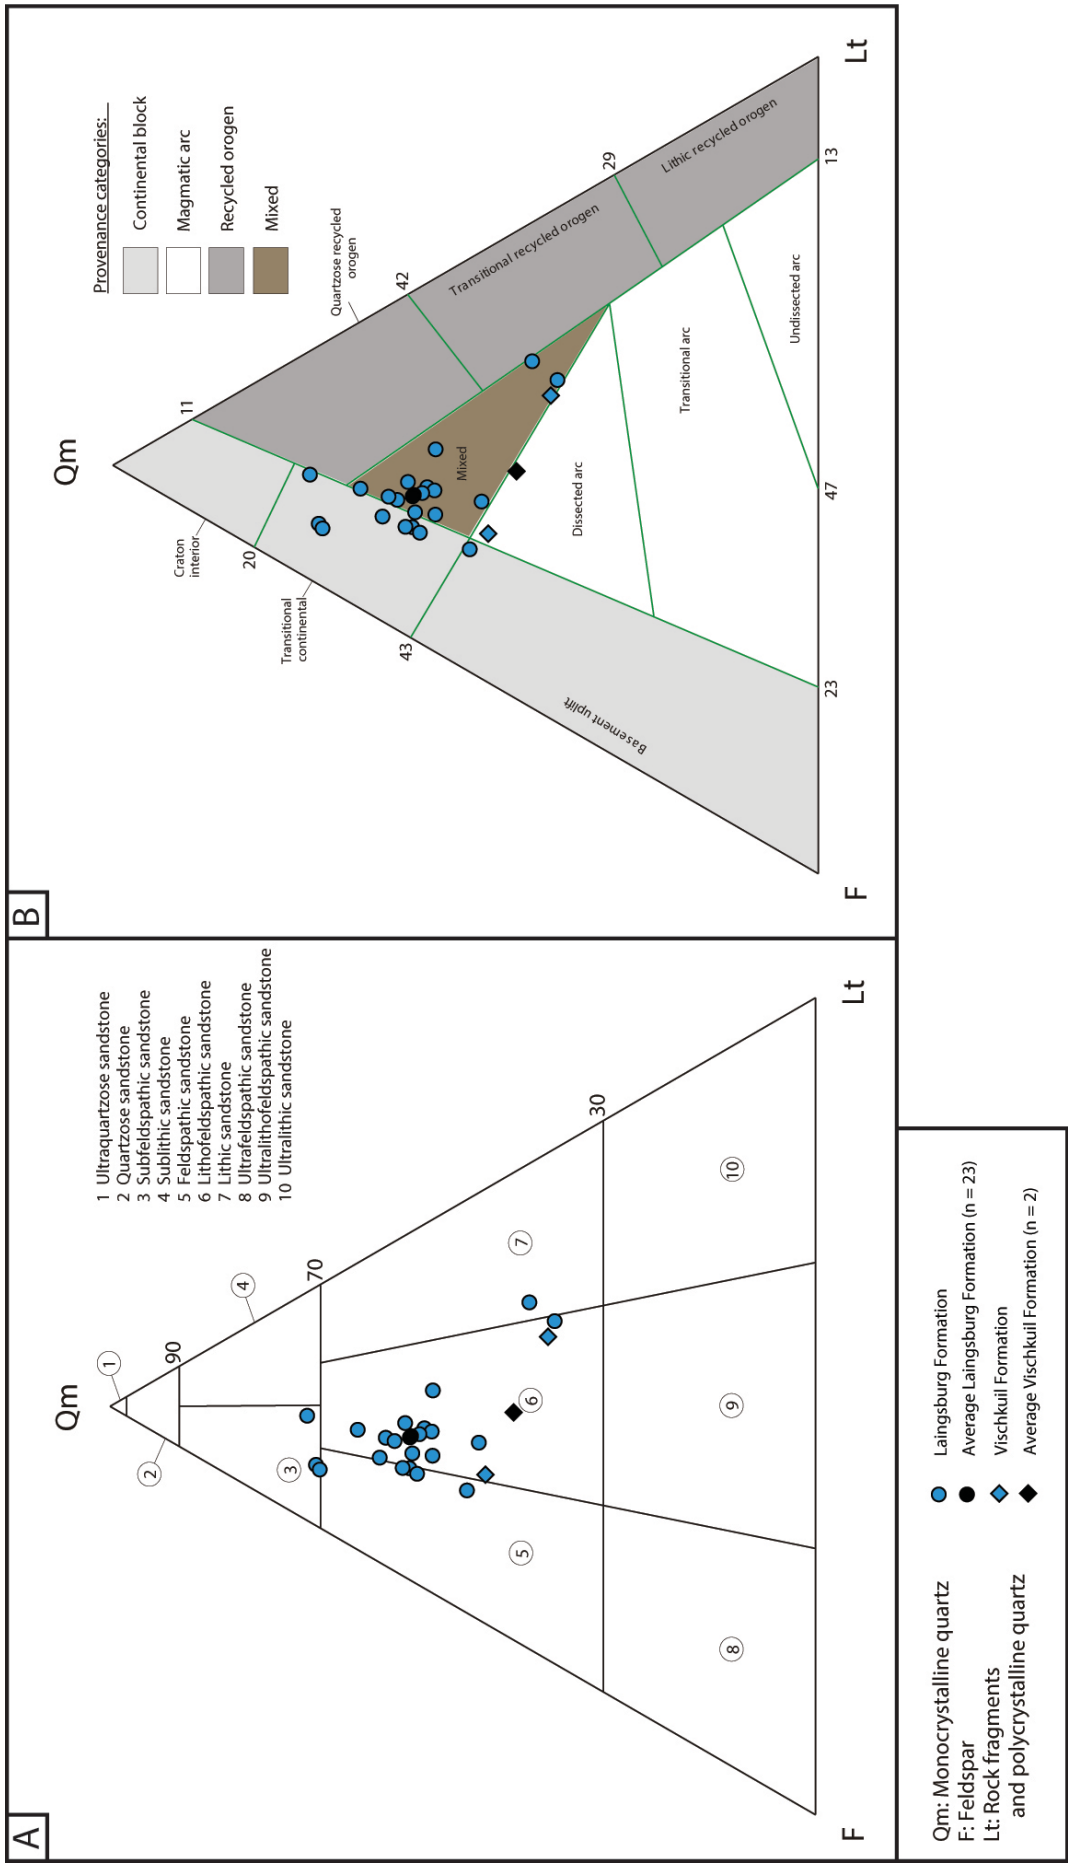 A
Qm
1 Ultraquartzose sandstone
2 Quartzose sandstone
3 Subfeldspathic sandstone
4 Sublithic sandstone
5 Feldspathic sandstone
6 Lithofeldspathic sandstone
7 Lithic sandstone
8 Ultrafeldspathic sandstone
9 Ultralithofeldspathic sandstone
10 Ultralithic sandstone
1
2
90
4
3
70
5
6
7
30
8
9
10
F
Lt
B
Qm
Provenance categories:
Continental block
Magmatic arc
Recycled orogen
Mixed
11
Craton
interior
20
Quartzose recycled
orogen
Transitional
continental
42
43
Mixed
Transitional recycled orogen
29
Basement uplift
Dissected arc
Transitional arc
Lithic recycled orogen
Undissected arc
23
47
13
F
Lt
Qm: Monocrystalline quartz
F: Feldspar
Lt: Rock fragments
and polycrystalline quartz
Laingsburg Formation
Average Laingsburg Formation (n = 23)
Vischkuil Formation
Average Vischkuil Formation (n = 2)